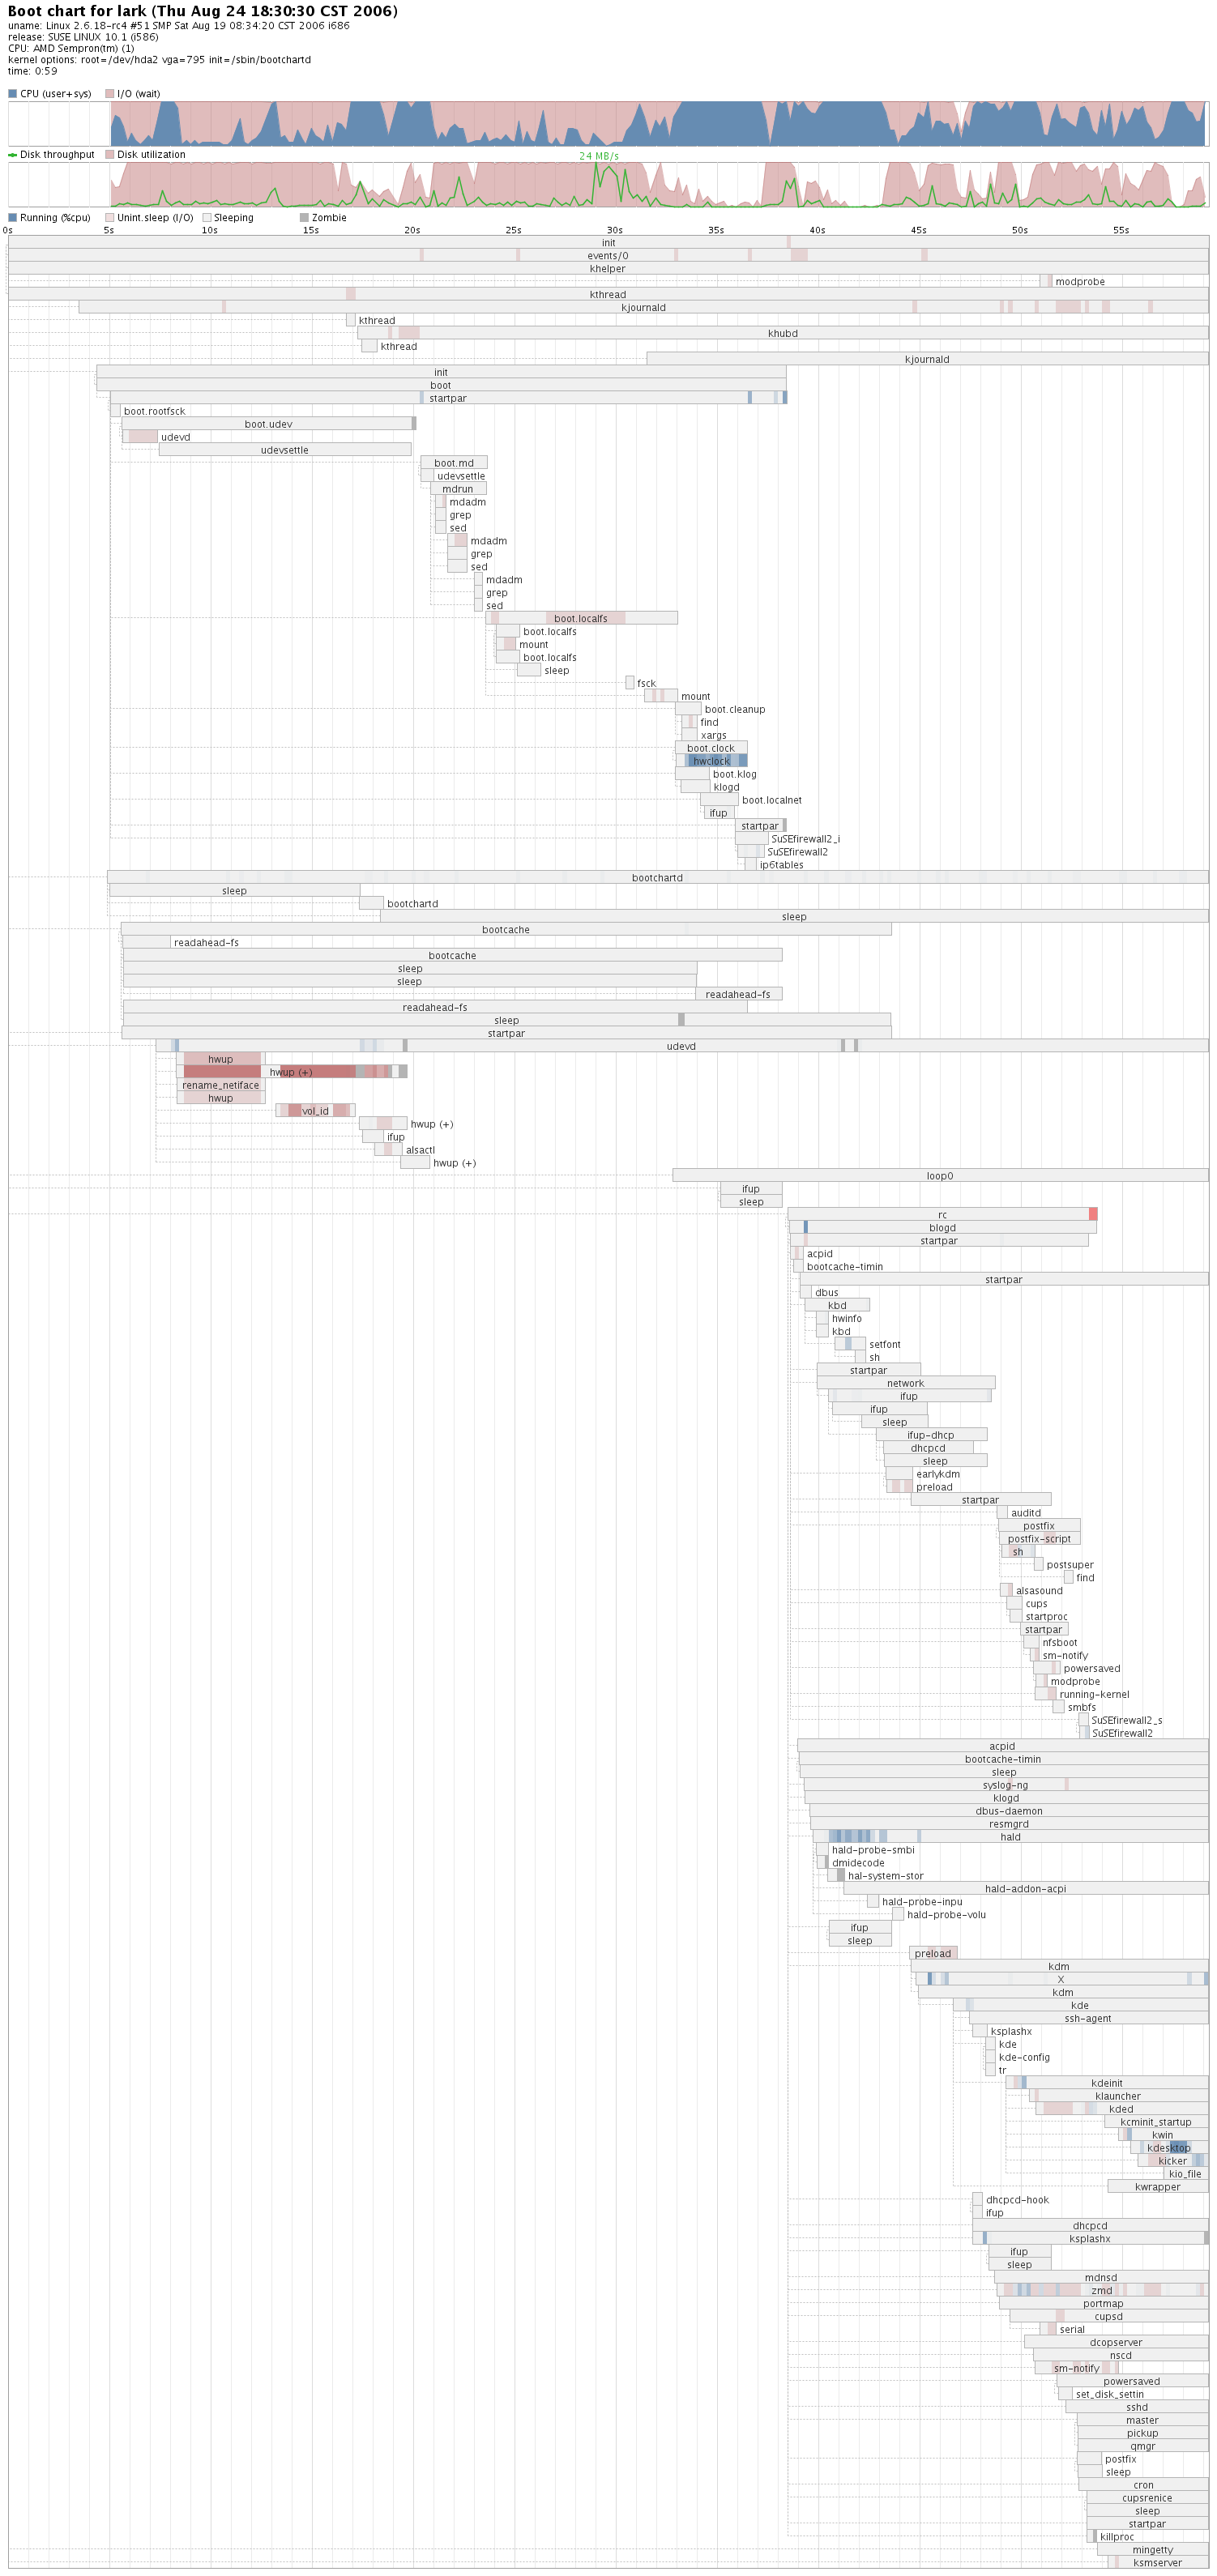 Boot chart for lark (Thu Aug 24 18:30:30 CST 2006)
uname: Linux 2.6.18-rc4 #51 SMP Sat Aug 19 08:34:20 CST 2006 i686
release: SUSE LINUX 10.1 (i586)
CPU: AMD Sempron(tm) (1)
kernel options: root=/dev/hda2 vga=795 init=/sbin/bootchartd
time: 0:59
CPU (user+sys) I/O (wait)
Disk throughput Disk utilization
24 MB/s
Running (%cpu) Unint.sleep (I/O) Sleeping Zombie
0s 5s 10s 15s 20s 25s 30s 35s 40s 45s 50s 55s
init
events/0
khelper
modprobe
kthread
kjournald
kthread
khubd
kthread
kjournald
init
boot
startpar
boot.rootfsck
boot.udev
udevd
udevsettle
boot.md
udevsettle
mdrun
mdadm
grep
sed
mdadm
grep
sed
mdadm
grep
sed
boot.localfs
boot.localfs
mount
boot.localfs
sleep
fsck
mount
boot.cleanup
find
xargs
boot.clock
hwclock
boot.klog
klogd
boot.localnet
ifup
startpar
SuSEfirewall2_i
SuSEfirewall2
ip6tables
bootchartd
sleep
bootchartd
sleep
bootcache
readahead-fs
bootcache
sleep
sleep
readahead-fs
readahead-fs
sleep
startpar
udevd
hwup
hwup (+)
rename_netiface
hwup
vol_id
hwup (+)
ifup
alsactl
hwup (+)
loop0
ifup
sleep
rc
blogd
startpar
acpid
bootcache-timin
startpar
dbus
kbd
hwinfo
kbd
setfont
sh
startpar
network
ifup
ifup
sleep
ifup-dhcp
dhcpcd
sleep
earlykdm
preload
startpar
auditd
postfix
postfix-script
sh
postsuper
find
alsasound
cups
startproc
startpar
nfsboot
sm-notify
powersaved
modprobe
running-kernel
smbfs
SuSEfirewall2_s
SuSEfirewall2
acpid
bootcache-timin
sleep
syslog-ng
klogd
dbus-daemon
resmgrd
hald
hald-probe-smbi
dmidecode
hal-system-stor
hald-addon-acpi
hald-probe-inpu
hald-probe-volu
ifup
sleep
preload
kdm
X
kdm
kde
ssh-agent
ksplashx
kde
kde-config
tr
kdeinit
klauncher
kded
kcminit_startup
kwin
kdesktop
kicker
kio_file
kwrapper
dhcpcd-hook
ifup
dhcpcd
ksplashx
ifup
sleep
mdnsd
zmd
portmap
cupsd
serial
dcopserver
nscd
sm-notify
powersaved
set_disk_settin
sshd
master
pickup
qmgr
postfix
sleep
cron
cupsrenice
sleep
startpar
killproc
mingetty
ksmserver